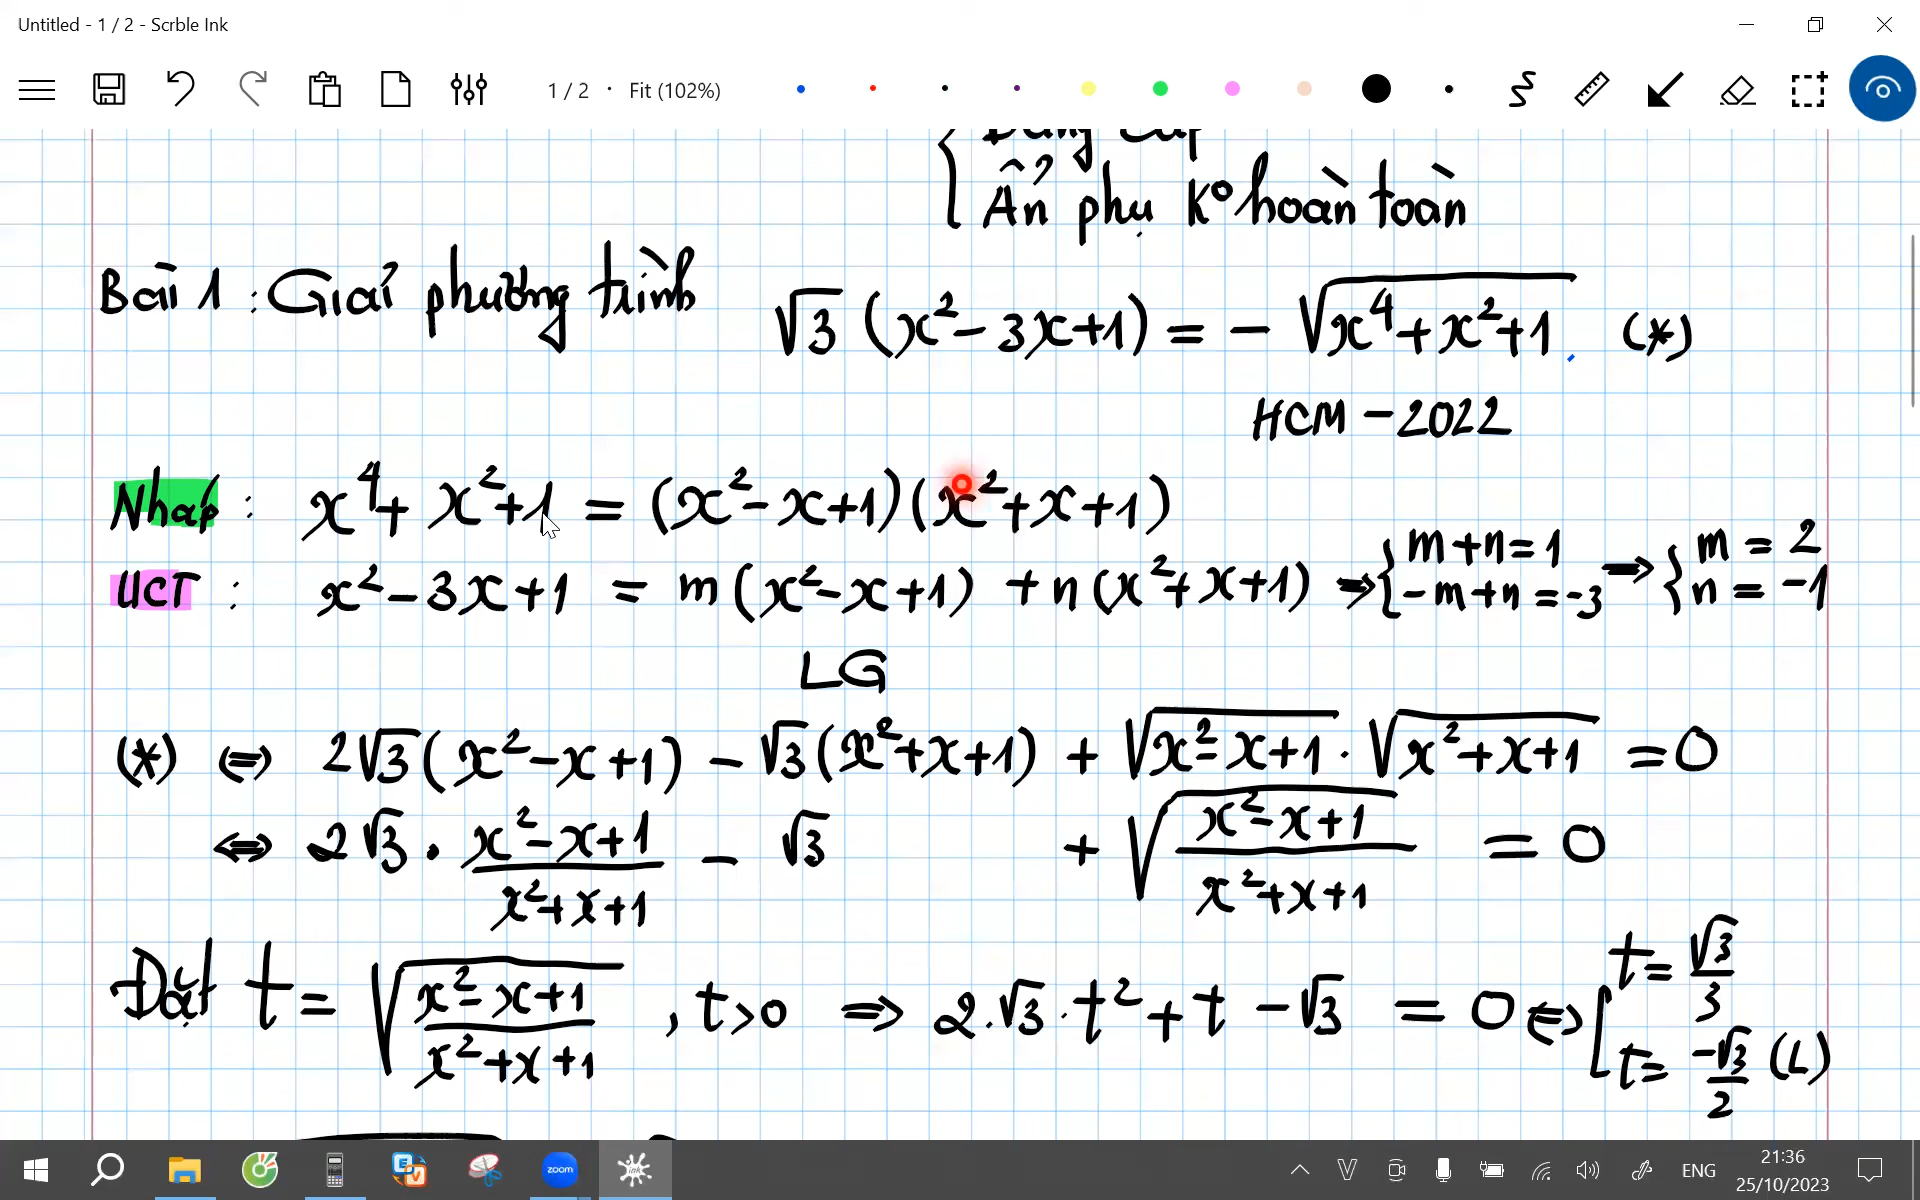 Untitled - 1 / 2 - Scrble Ink
1 / 2 · Fit (102%)
Ẩn phụ Kº hoàn toàn
Bài 1 : Giải phương trình √3 (x² - 3x + 1) = - √(x⁴ + x² + 1) (*)
HCM - 2022
Nháp : x⁴ + x² + 1 = (x² - x + 1)(x² + x + 1)
UCT : x² - 3x + 1 = m(x² - x + 1) + n(x² + x + 1) ⇒ { m + n = 1 ; -m + n = -3 ⇒ { m = 2 ; n = -1
LG
(*) ⇔ 2√3(x² - x + 1) - √3(x² + x + 1) + √(x² - x + 1) . √(x² + x + 1) = 0
⇔ 2√3 . (x² - x + 1)/(x² + x + 1) - √3 + √((x² - x + 1)/(x² + x + 1)) = 0
Đặt t = √((x² - x + 1)/(x² + x + 1)) , t > 0 ⇒ 2.√3.t² + t - √3 = 0 ⇔ [ t = √3/3 ; t = -√3/2 (L)
zoom
ink
ENG
21:36
25/10/2023